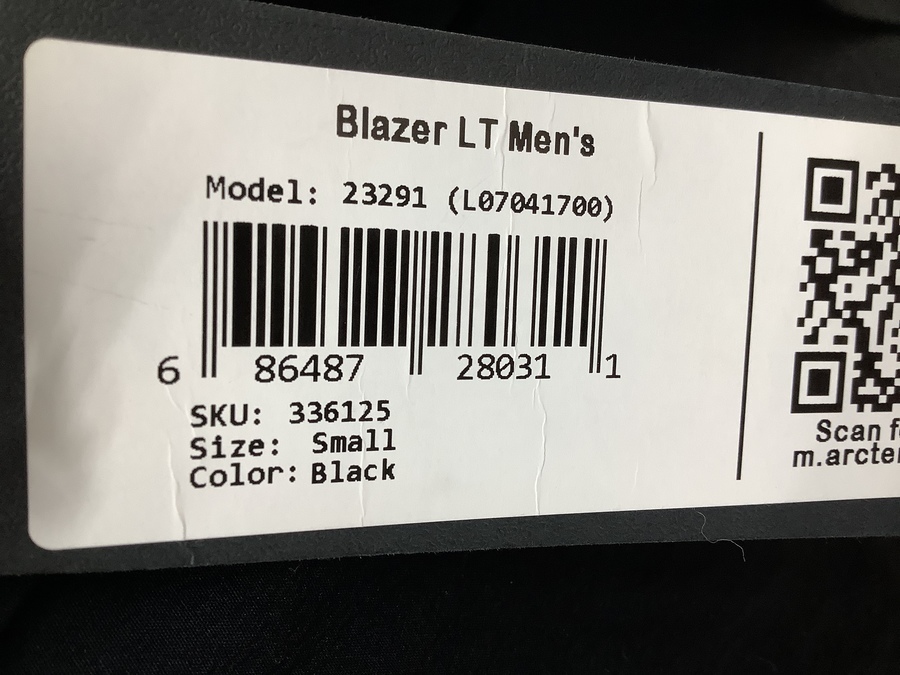 Blazer LT Men's
Model: 23291 (L07041700)
6 86487 28031 1
SKU: 336125
Size: Small
Color: Black
Scan
m.arcte